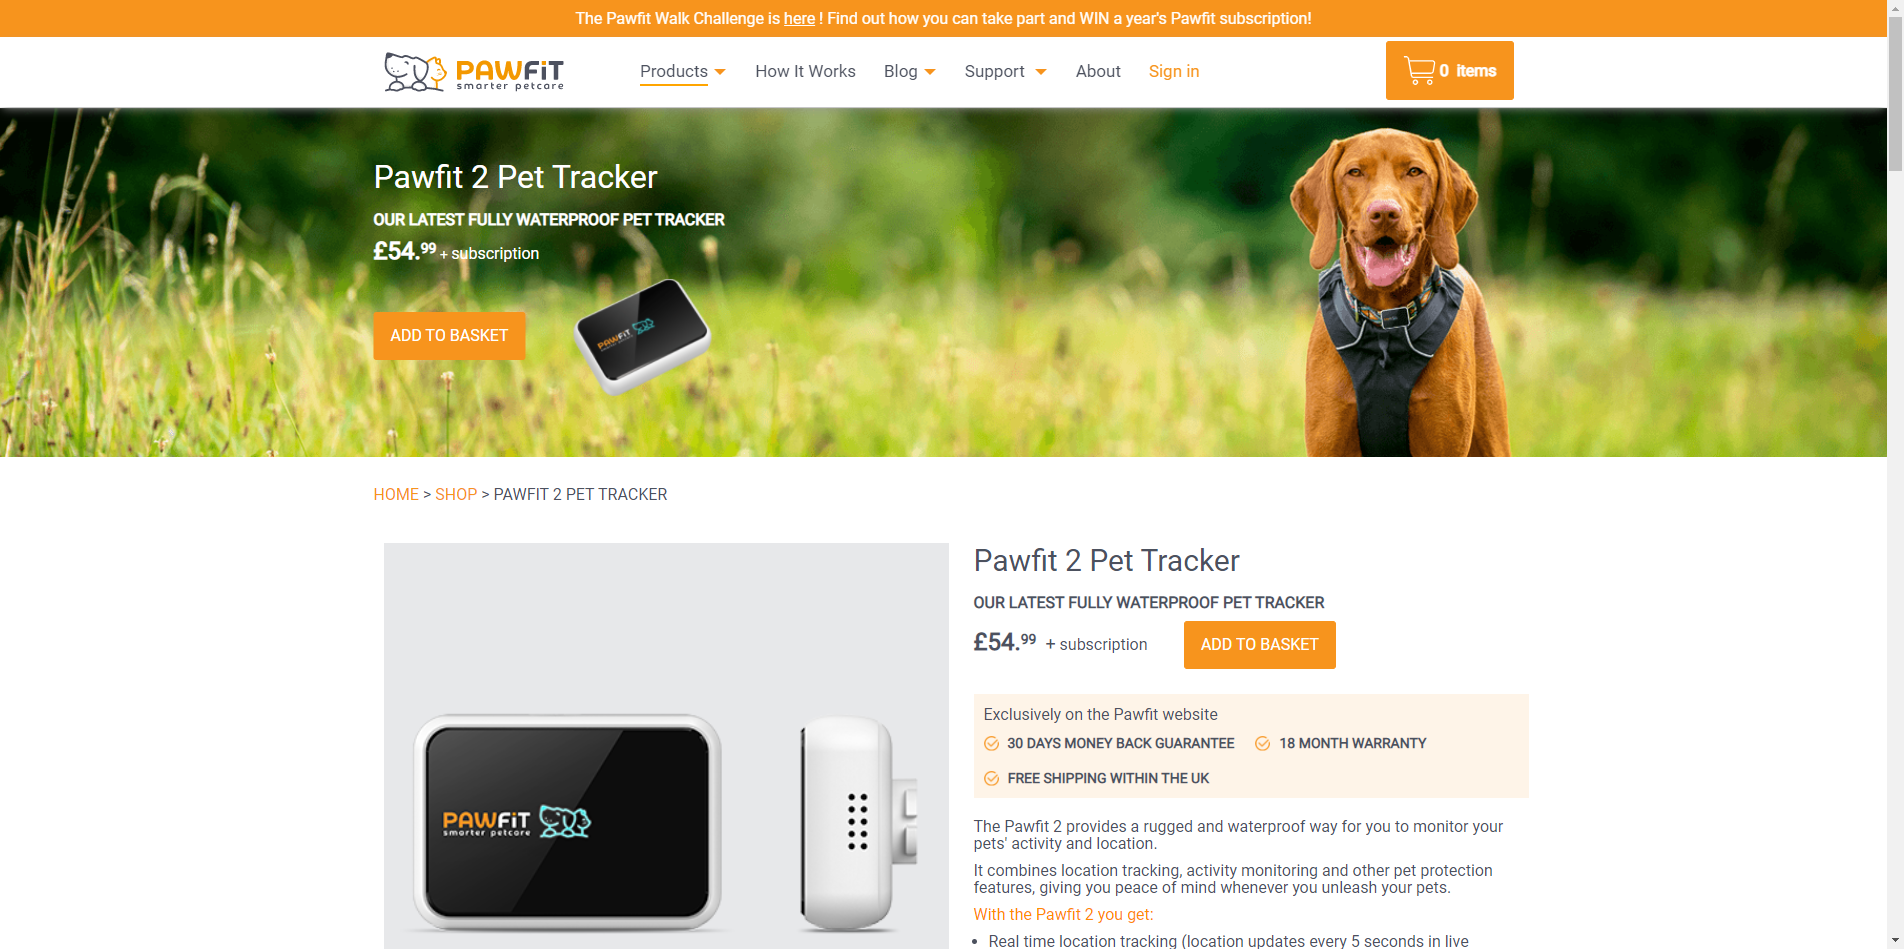 The Pawfit Walk Challenge is here ! Find out how you can take part and WIN a year's Pawfit subscription!
PAWFiT
smarter petcare
Products How It Works Blog Support About Sign in
0 items
Pawfit 2 Pet Tracker
OUR LATEST FULLY WATERPROOF PET TRACKER
£54.99 + subscription
ADD TO BASKET
PAWFiT
HOME > SHOP > PAWFIT 2 PET TRACKER
PAWFiT
smarter petcare
Pawfit 2 Pet Tracker
OUR LATEST FULLY WATERPROOF PET TRACKER
£54.99 + subscription
ADD TO BASKET
Exclusively on the Pawfit website
30 DAYS MONEY BACK GUARANTEE
18 MONTH WARRANTY
FREE SHIPPING WITHIN THE UK
The Pawfit 2 provides a rugged and waterproof way for you to monitor your
pets' activity and location.
It combines location tracking, activity monitoring and other pet protection
features, giving you peace of mind whenever you unleash your pets.
With the Pawfit 2 you get:
• Real time location tracking (location updates every 5 seconds in live